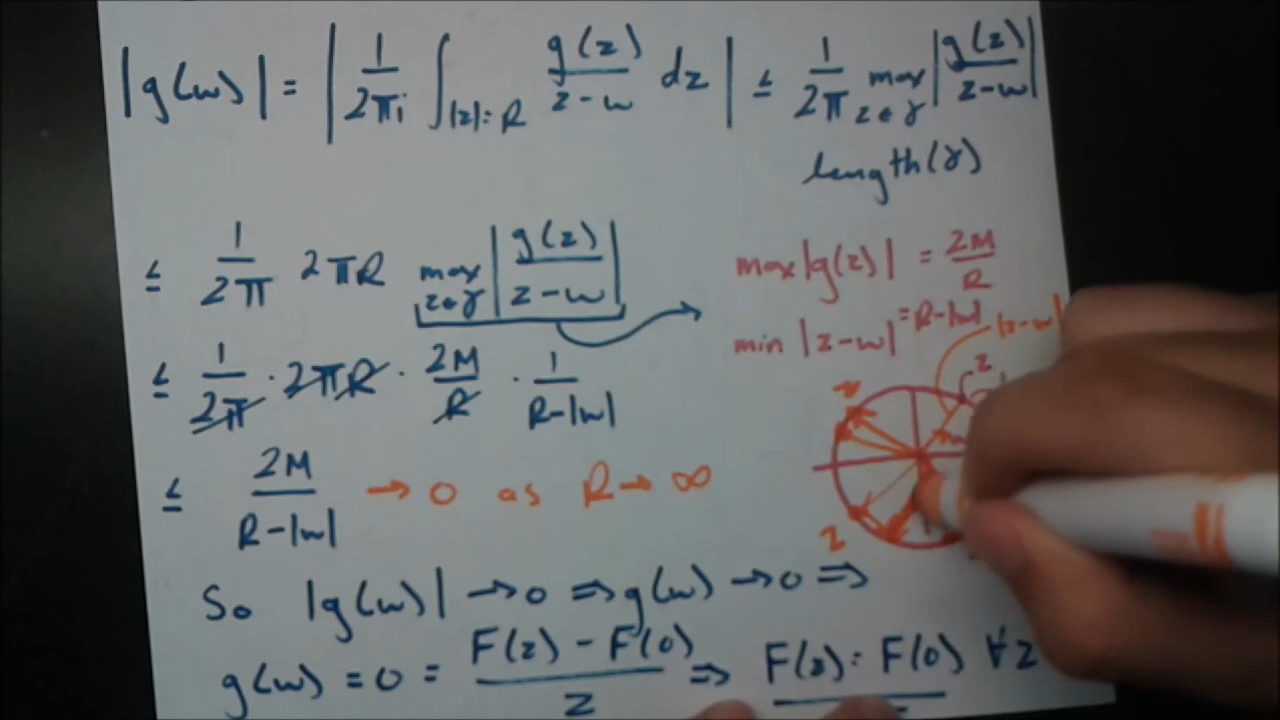 |g(w)| = | 1/2πi ∫_{|z|=R} g(z)/z-w dz | ≤ 1/2π max_{z∈γ} | g(z)/z-w |
length(γ)
≤ 1/2π 2πR max_{z∈γ} | g(z)/z-w |
max|g(z)| = 2M/R
min |z-w| = R-|w|
|z-w|
≤ 1/2π · 2πR · 2M/R · 1/R-|w|
z
z
≤ 2M/R-|w| → 0 as R → ∞
z
So |g(w)| → 0 ⇒ g(w) → 0 ⇒
g(w) = 0 = F(z) - F(0)/z ⇒ F(z) = F(0) ∀z